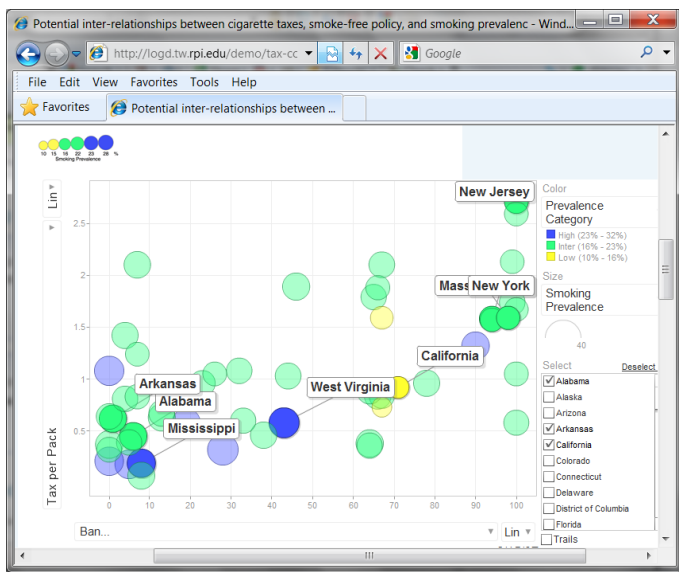 Potential inter-relationships between cigarette taxes, smoke-free policy, and smoking prevalenc - Wind...
http://logd.tw.rpi.edu/demo/tax-cc
Google
File Edit View Favorites Tools Help
Favorites
Potential inter-relationships between ...
10 15 16 22 23 28 %
Smoking Prevalence
Lin
Tax per Pack
2.5
2
1.5
1
0.5
New Jersey
Mass
New York
California
West Virginia
Arkansas
Alabama
Mississippi
0 10 20 30 40 50 60 70 80 90 100
Ban...
Lin
Color
Prevalence
Category
High (23% - 32%)
Inter (16% - 23%)
Low (10% - 16%)
Size
Smoking
Prevalence
40
Select Deselect
Alabama
Alaska
Arizona
Arkansas
California
Colorado
Connecticut
Delaware
District of Columbia
Florida
Trails